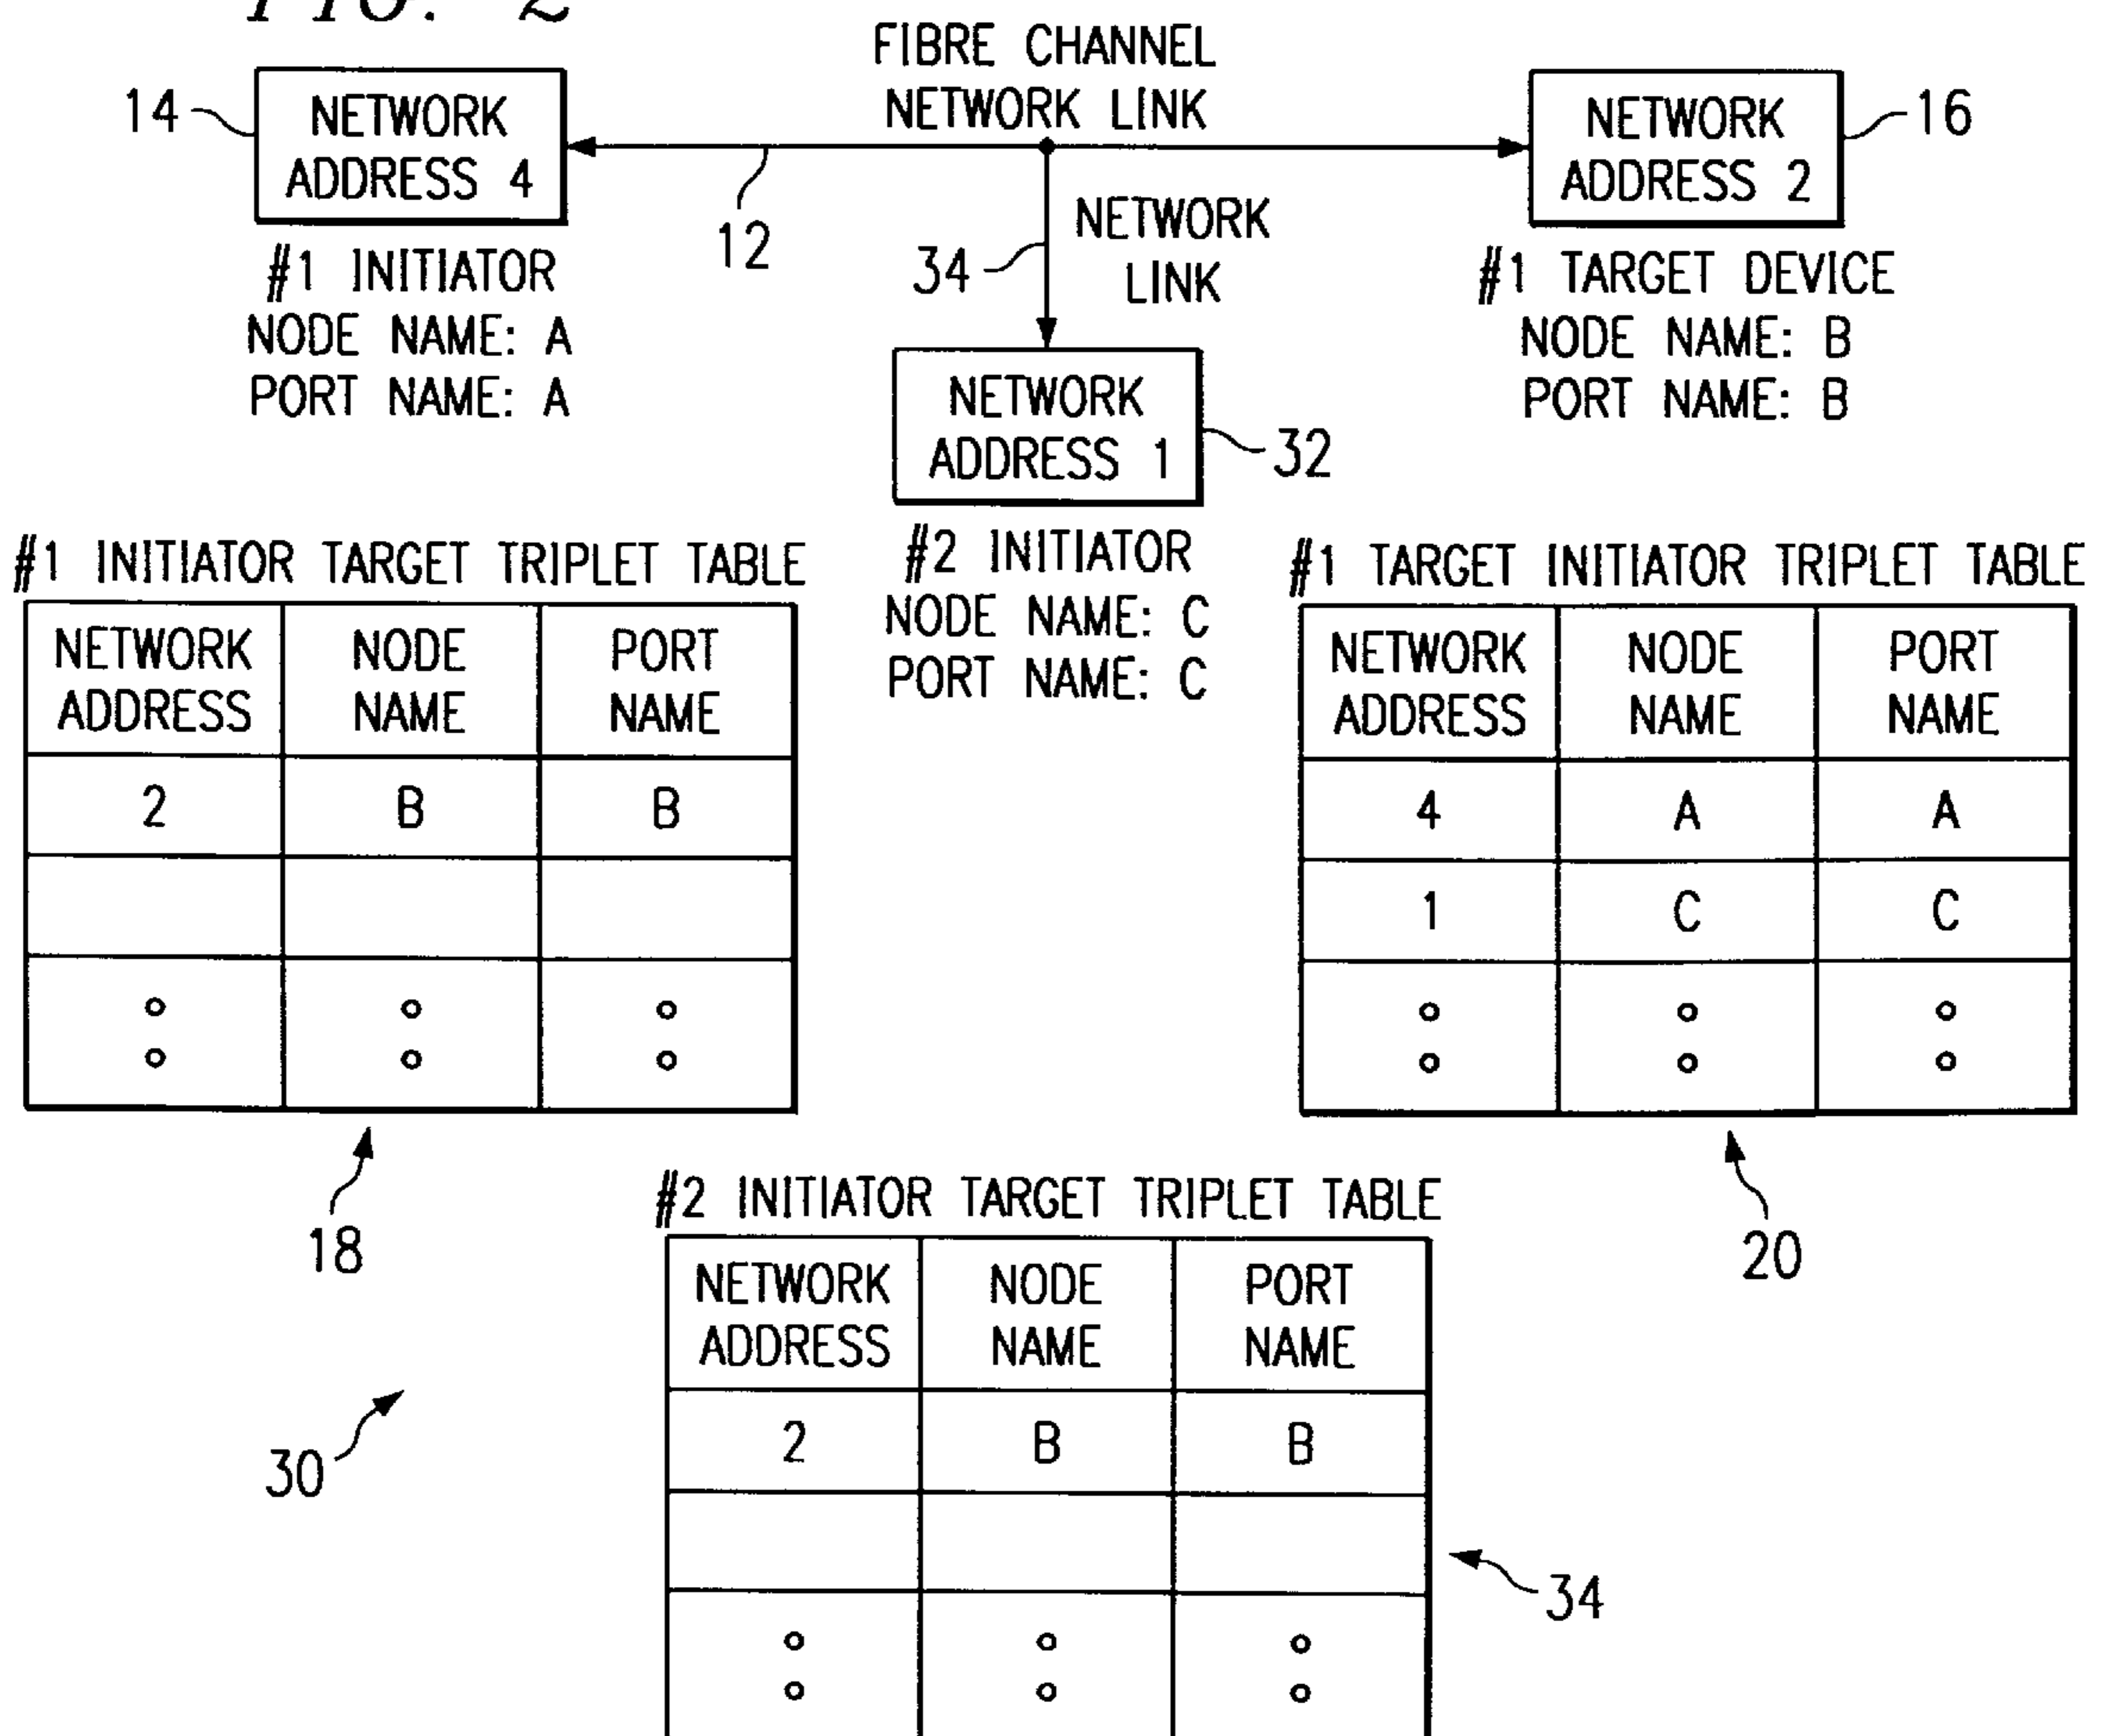 FIG. 2
FIBRE CHANNEL
NETWORK LINK
14
NETWORK
ADDRESS 4
NETWORK
ADDRESS 2
16
12
34
NETWORK
LINK
#1 INITIATOR
NODE NAME: A
PORT NAME: A
#1 TARGET DEVICE
NODE NAME: B
PORT NAME: B
NETWORK
ADDRESS 1
32
#2 INITIATOR
NODE NAME: C
PORT NAME: C
#1 INITIATOR TARGET TRIPLET TABLE
NETWORK ADDRESS NODE NAME PORT NAME
2 B B
18
#1 TARGET INITIATOR TRIPLET TABLE
NETWORK ADDRESS NODE NAME PORT NAME
4 A A
1 C C
20
#2 INITIATOR TARGET TRIPLET TABLE
NETWORK ADDRESS NODE NAME PORT NAME
2 B B
34
30